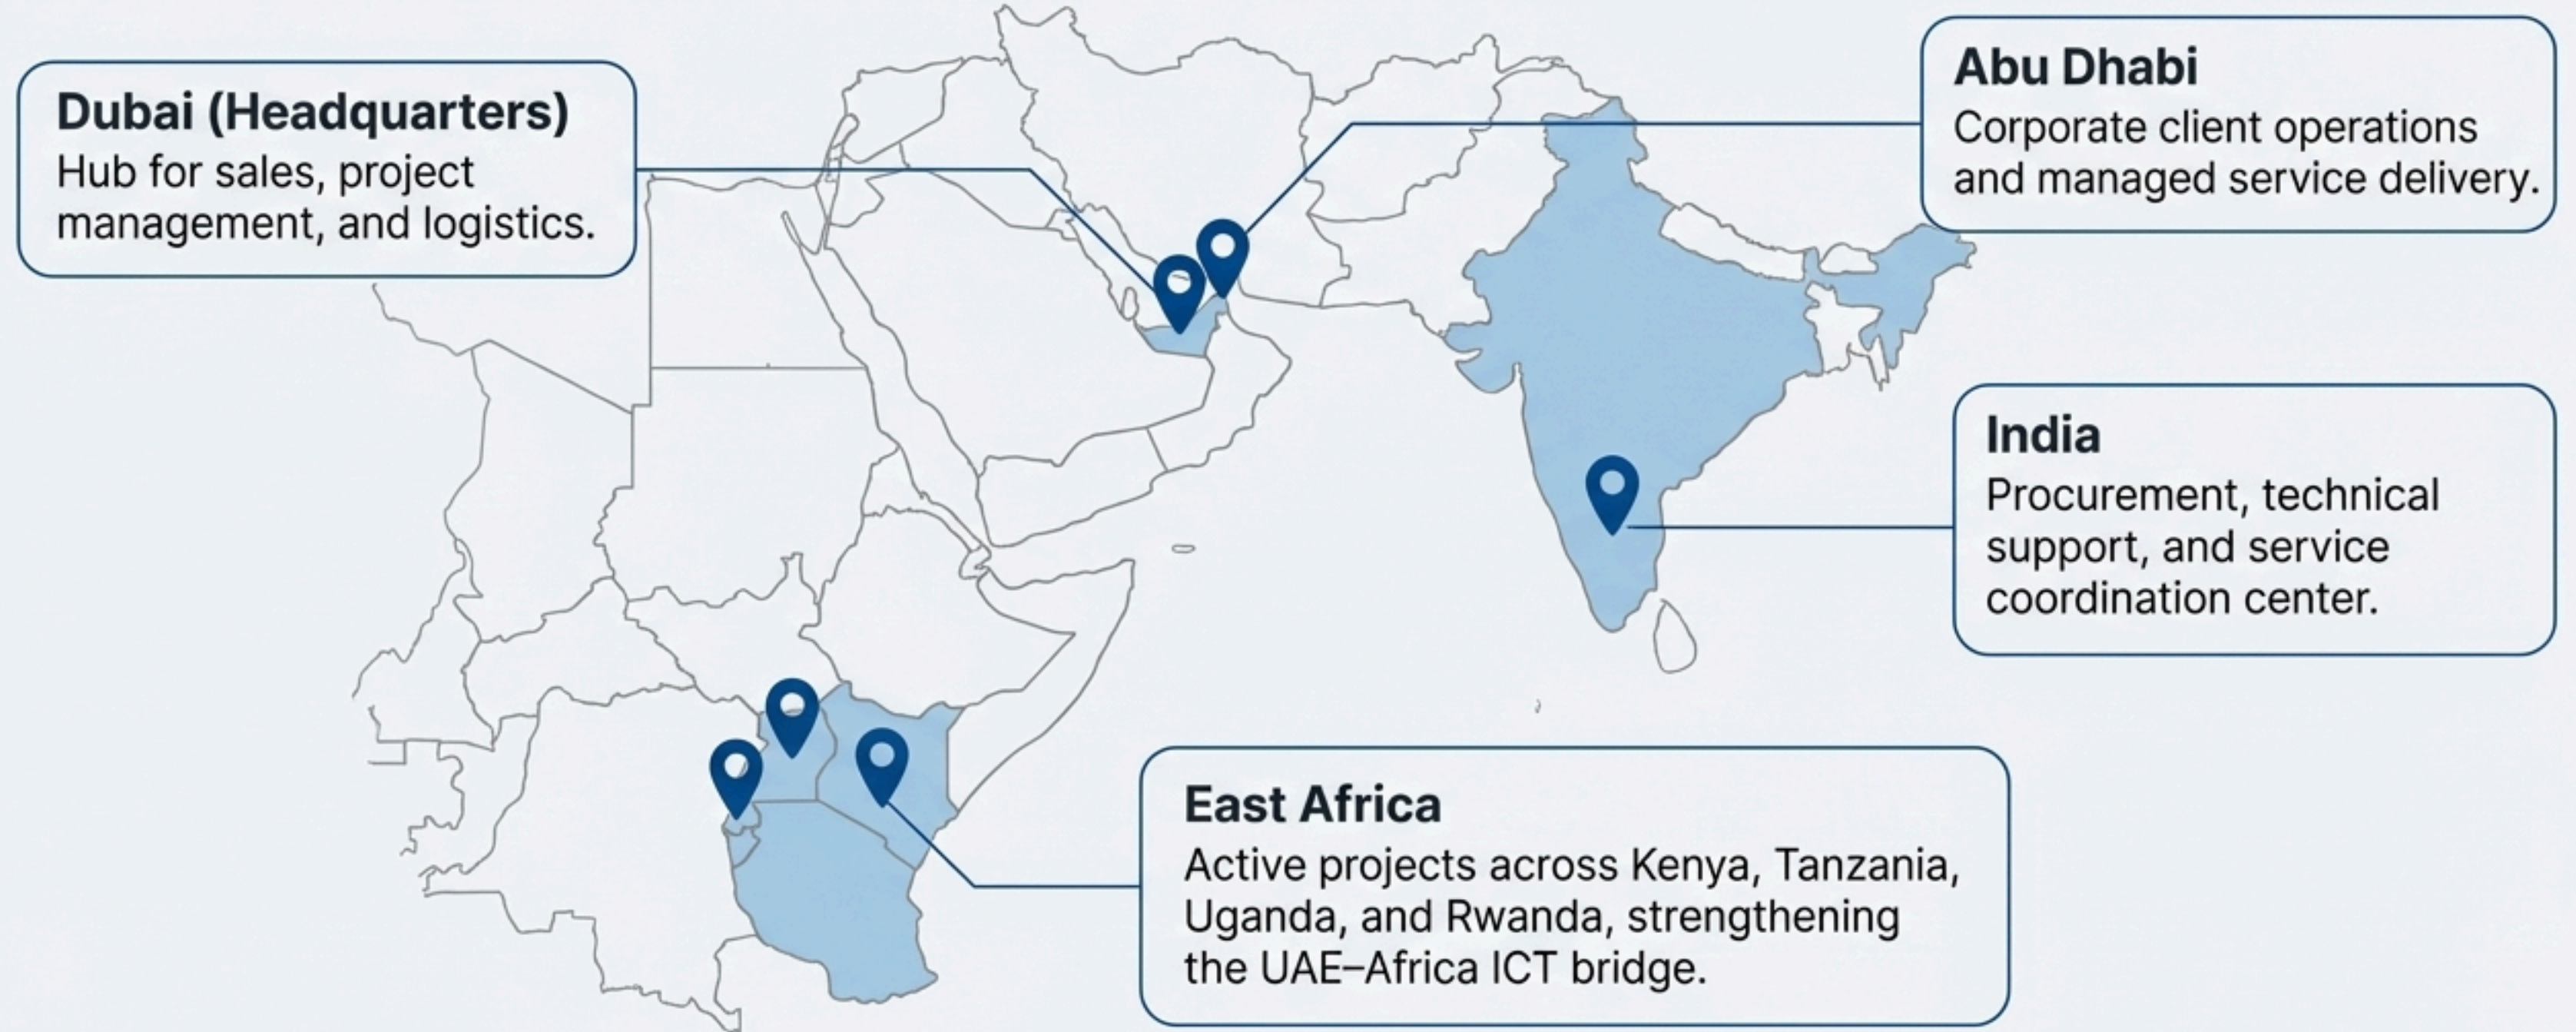 Dubai (Headquarters)
Hub for sales, project
management, and logistics.
Abu Dhabi
Corporate client operations
and managed service delivery.
India
Procurement, technical
support, and service
coordination center.
East Africa
Active projects across Kenya, Tanzania,
Uganda, and Rwanda, strengthening
the UAE–Africa ICT bridge.